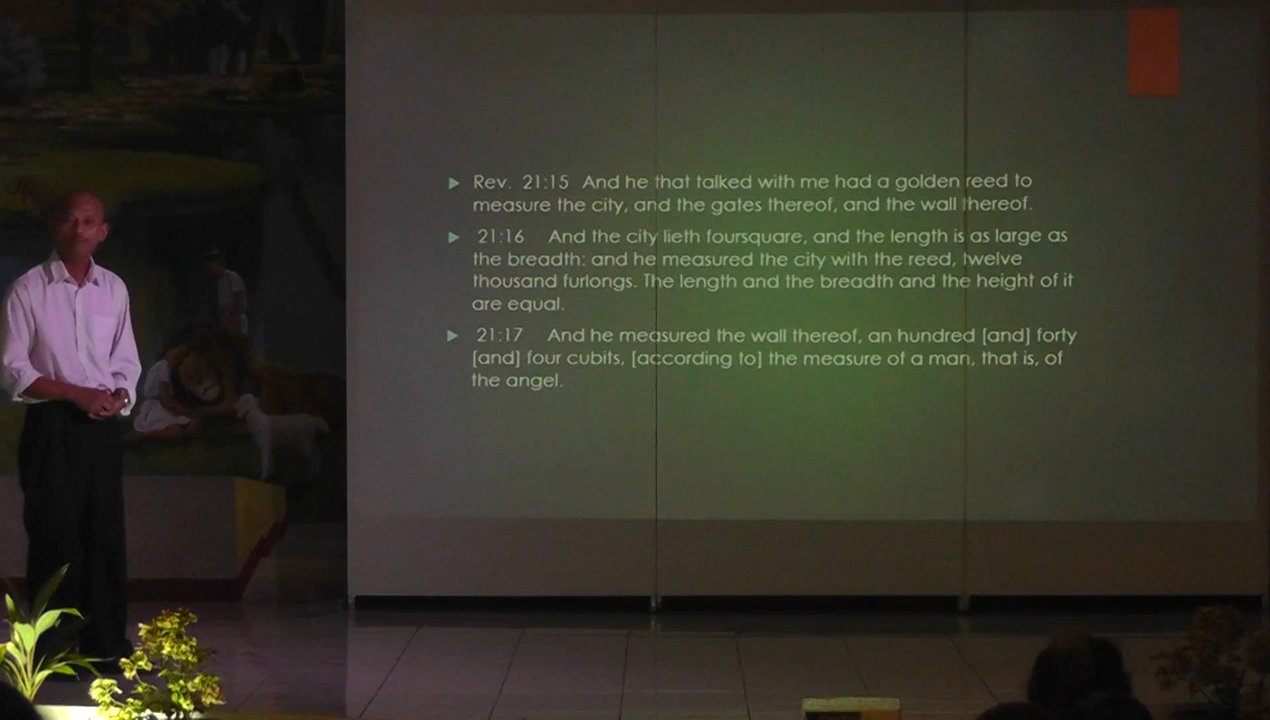 Rev. 21:15 And he that talked with me had a golden reed to
measure the city, and the gates thereof, and the wall thereof.
21:16 And the city lieth foursquare, and the length is as large as
the breadth: and he measured the city with the reed, twelve
thousand furlongs. The length and the breadth and the height of it
are equal.
21:17 And he measured the wall thereof, an hundred [and] forty
[and] four cubits, [according to] the measure of a man, that is, of
the angel.